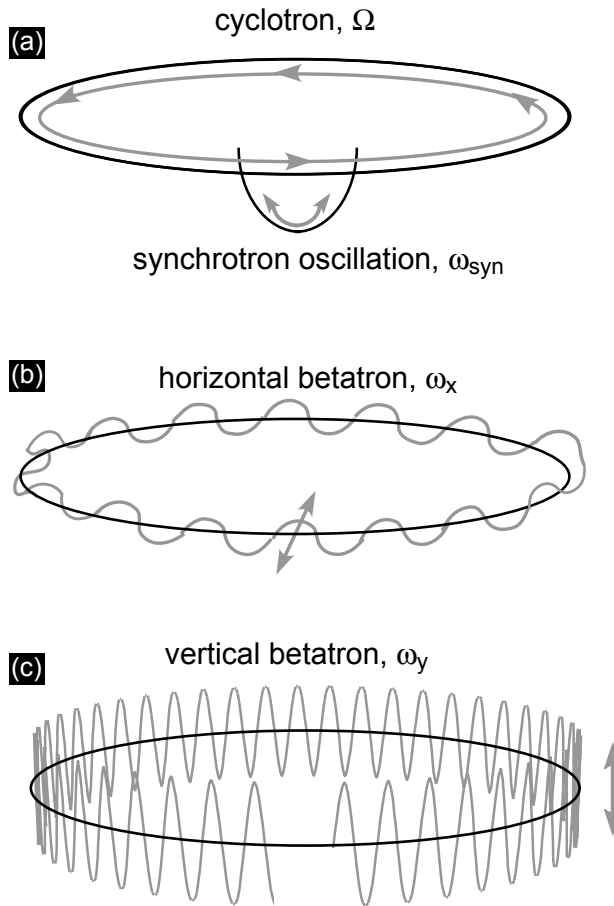 cyclotron, Ω
(a)
synchrotron oscillation, ωsyn
(b)
horizontal betatron, ωx
vertical betatron, ωy
(c)